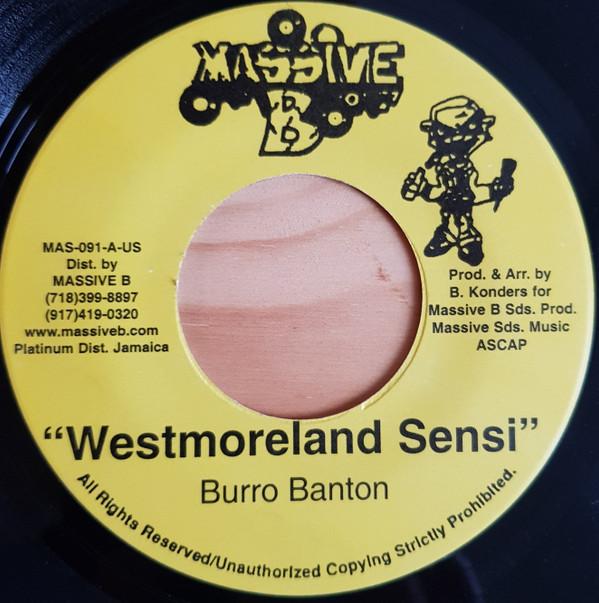 MASSIVE
B
MAS-091-A-US
Dist. by
MASSIVE B
(718)399-8897
(917)419-0320
www.massiveb.com
Platinum Dist. Jamaica
Prod. & Arr. by
B. Konders for
Massive B Sds. Prod.
Massive Sds. Music
ASCAP
“Westmoreland Sensi”
Burro Banton
All Rights Reserved/Unauthorized Copying Strictly Prohibited.